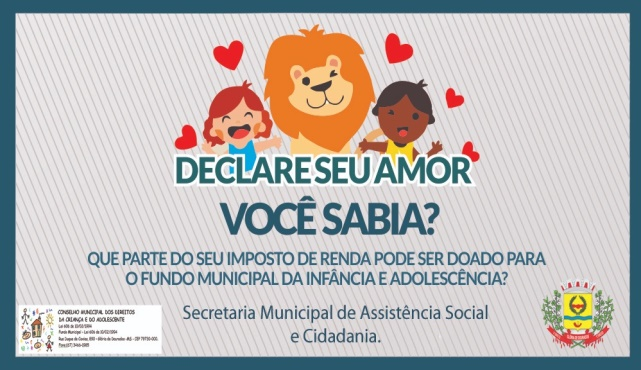 DECLARE SEU AMOR
VOCÊ SABIA?
QUE PARTE DO SEU IMPOSTO DE RENDA PODE SER DOADO PARA
O FUNDO MUNICIPAL DA INFÂNCIA E ADOLESCÊNCIA?
Secretaria Municipal de Assistência Social
e Cidadania.
CONSELHO MUNICIPAL DOS DIREITOS
DA CRIANÇA E DO ADOLESCENTE